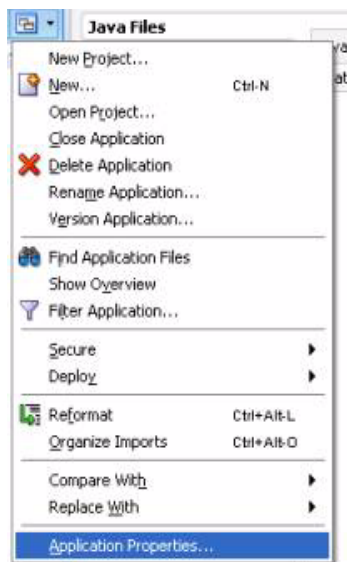 Java Files
New Project...
New... Ctrl-N
Open Project...
Close Application
Delete Application
Rename Application...
Version Application...
Find Application Files
Show Overview
Filter Application...
Secure
Deploy
Reformat Ctrl+Alt-L
Organize Imports Ctrl+Alt-O
Compare With
Replace With
Application Properties...